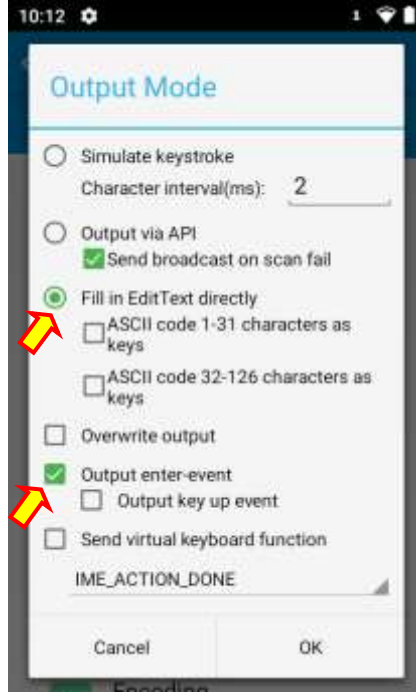 10:12
Output Mode
Simulate keystroke
Character interval(ms): 2
Output via API
Send broadcast on scan fail
Fill in EditText directly
ASCII code 1-31 characters as
keys
ASCII code 32-126 characters as
keys
Overwrite output
Output enter-event
Output key up event
Send virtual keyboard function
IME_ACTION_DONE
Cancel OK
Encoding